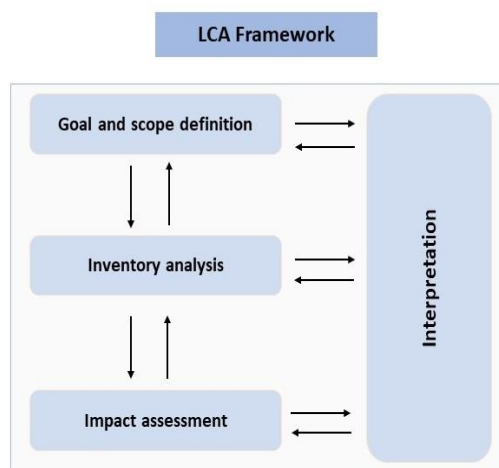 LCA Framework
Goal and scope definition
Inventory analysis
Impact assessment
Interpretation